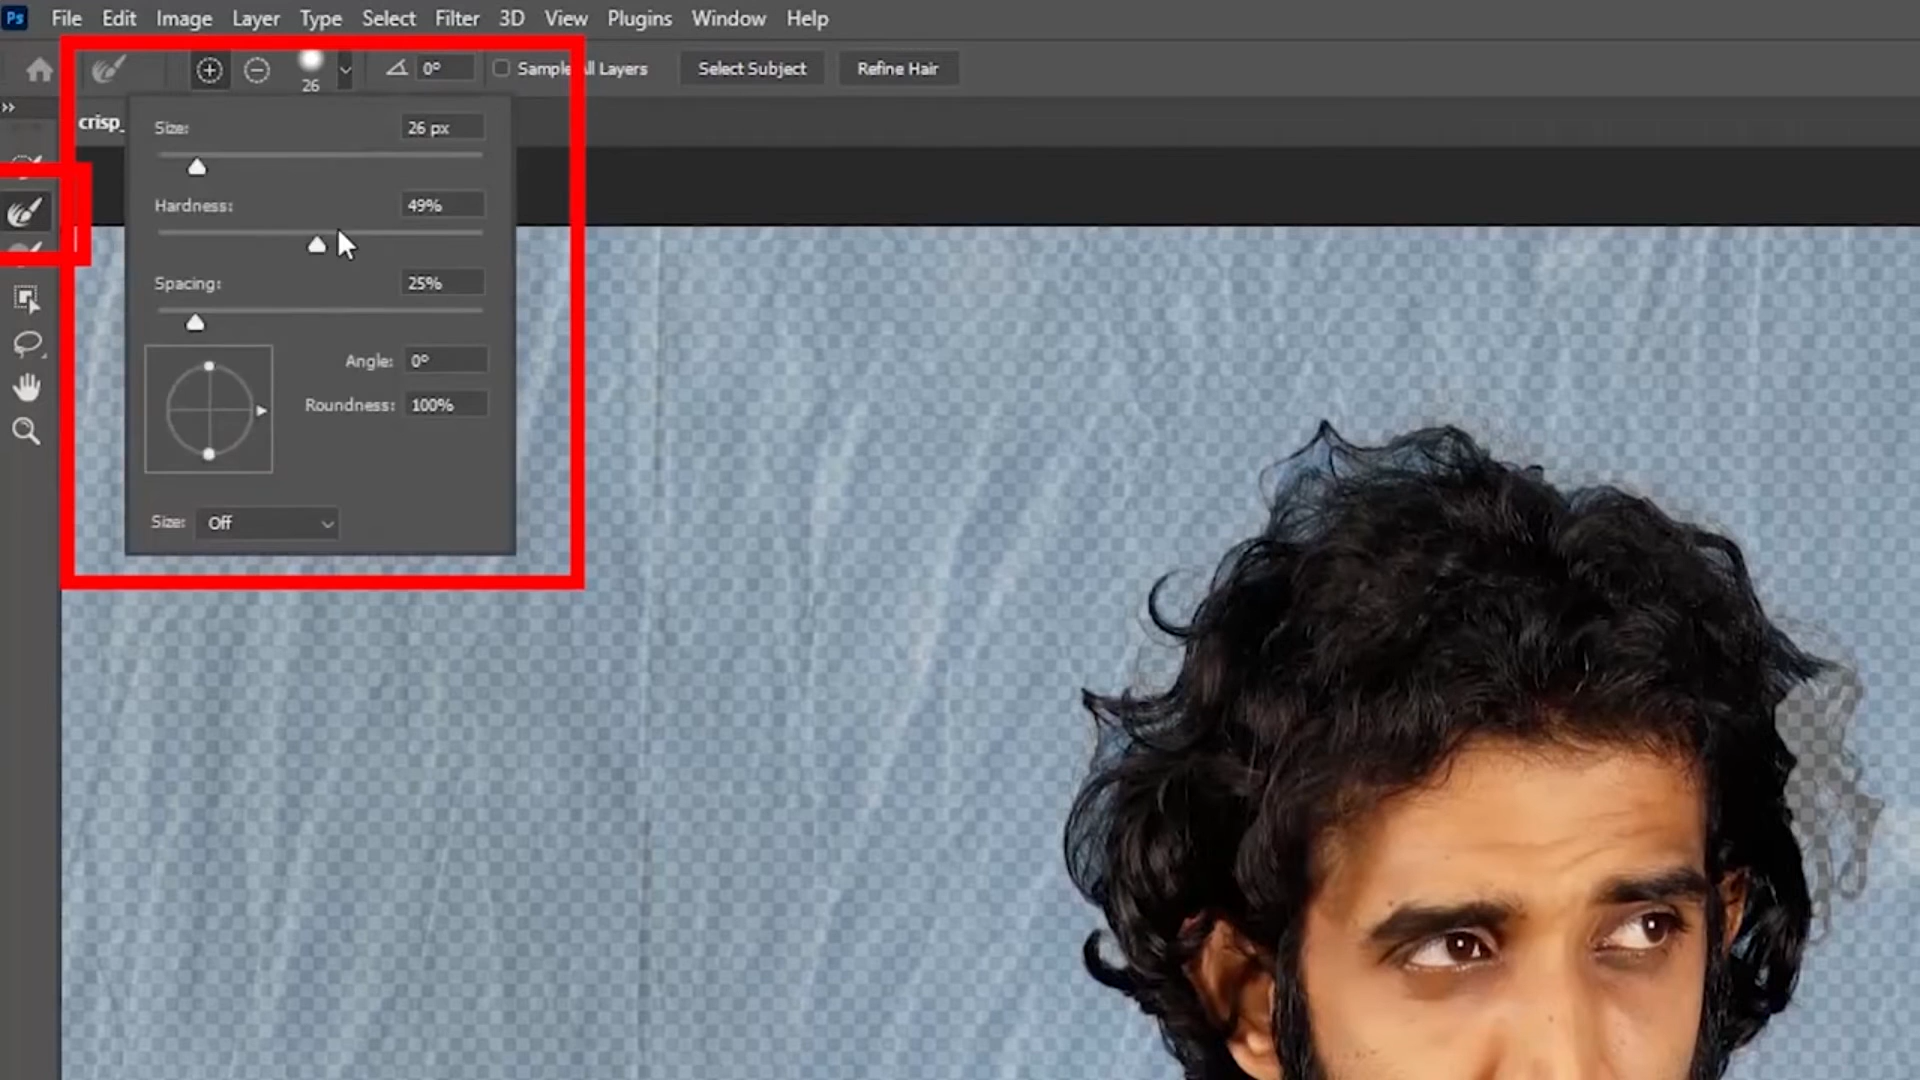 Ps File Edit Image Layer Type Select Filter 3D View Plugins Window Help
26 0° Sample All Layers Select Subject Refine Hair
crisp_
Size: 26 px
Hardness: 49%
Spacing: 25%
Angle: 0°
Roundness: 100%
Size: Off